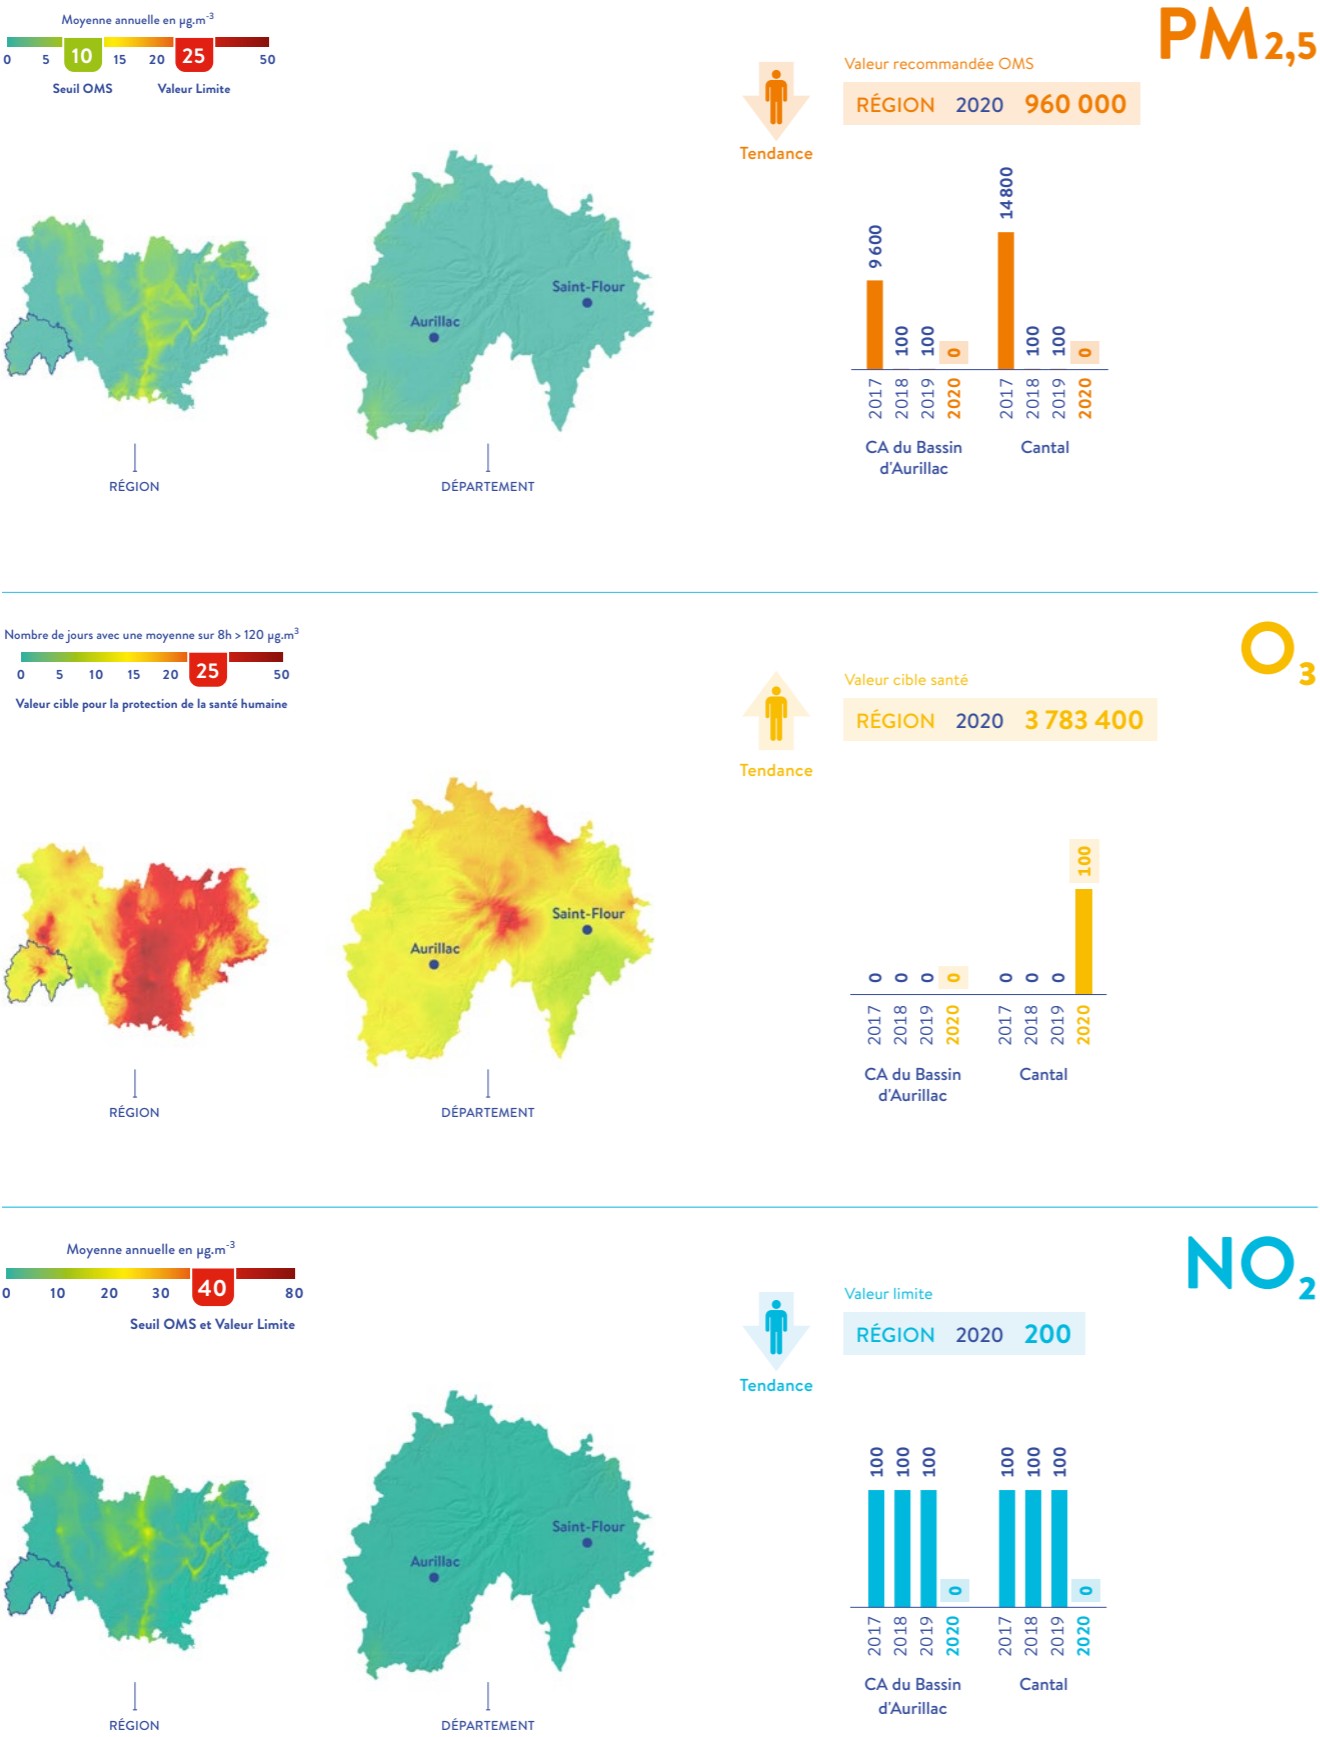 PM2,5
Moyenne annuelle en µg.m-3
0 5 10 15 20 25 50
Seuil OMS Valeur Limite
Valeur recommandée OMS
RÉGION 2020 960 000
Tendance
9 600 100 100 0 14 800 100 100 0
2017 2018 2019 2020 2017 2018 2019 2020
CA du Bassin
d'Aurillac
Cantal
Saint-Flour
Aurillac
RÉGION
DÉPARTEMENT
O3
Nombre de jours avec une moyenne sur 8h > 120 µg.m3
0 5 10 15 20 25 50
Valeur cible pour la protection de la santé humaine
Valeur cible santé
RÉGION 2020 3 783 400
Tendance
0 0 0 0 0 0 0 100
2017 2018 2019 2020 2017 2018 2019 2020
CA du Bassin
d'Aurillac
Cantal
Saint-Flour
Aurillac
RÉGION
DÉPARTEMENT
NO2
Moyenne annuelle en µg.m-3
0 10 20 30 40 80
Seuil OMS et Valeur Limite
Valeur limite
RÉGION 2020 200
Tendance
100 100 100 0 100 100 100 0
2017 2018 2019 2020 2017 2018 2019 2020
CA du Bassin
d'Aurillac
Cantal
Saint-Flour
Aurillac
RÉGION
DÉPARTEMENT